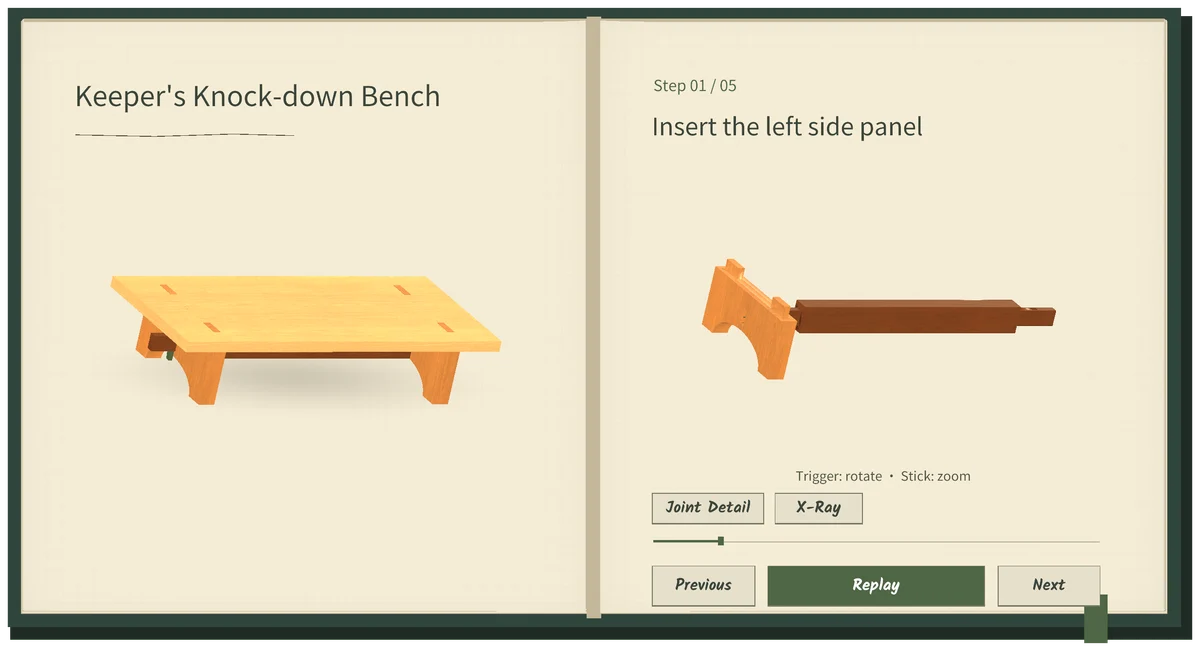 Keeper's Knock-down Bench
Step 01 / 05
Insert the left side panel
Trigger: rotate • Stick: zoom
Joint Detail
X-Ray
Previous
Replay
Next